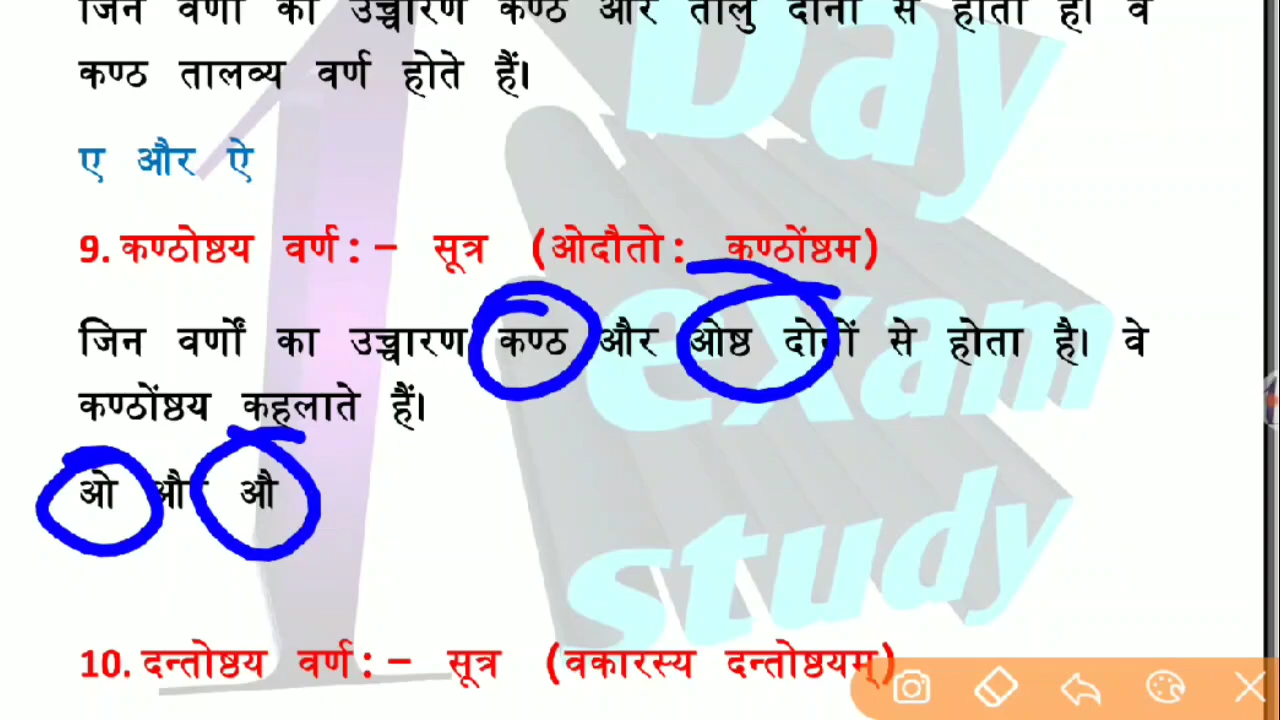 जिन वर्णों का उच्चारण कण्ठ और तालु दोनों से होता है। वे
कण्ठ तालव्य वर्ण होते हैं।
ए और ऐ
9. कण्ठोष्ठय वर्ण:- सूत्र (ओदौतो: कण्ठोंष्ठम)
जिन वर्णों का उच्चारण कण्ठ और ओष्ठ दोनों से होता है। वे
कण्ठोंष्ठय कहलाते हैं।
ओ और औ
10. दन्तोष्ठय वर्ण:- सूत्र (वकारस्य दन्तोष्ठयम्)
1 Day
exam
study